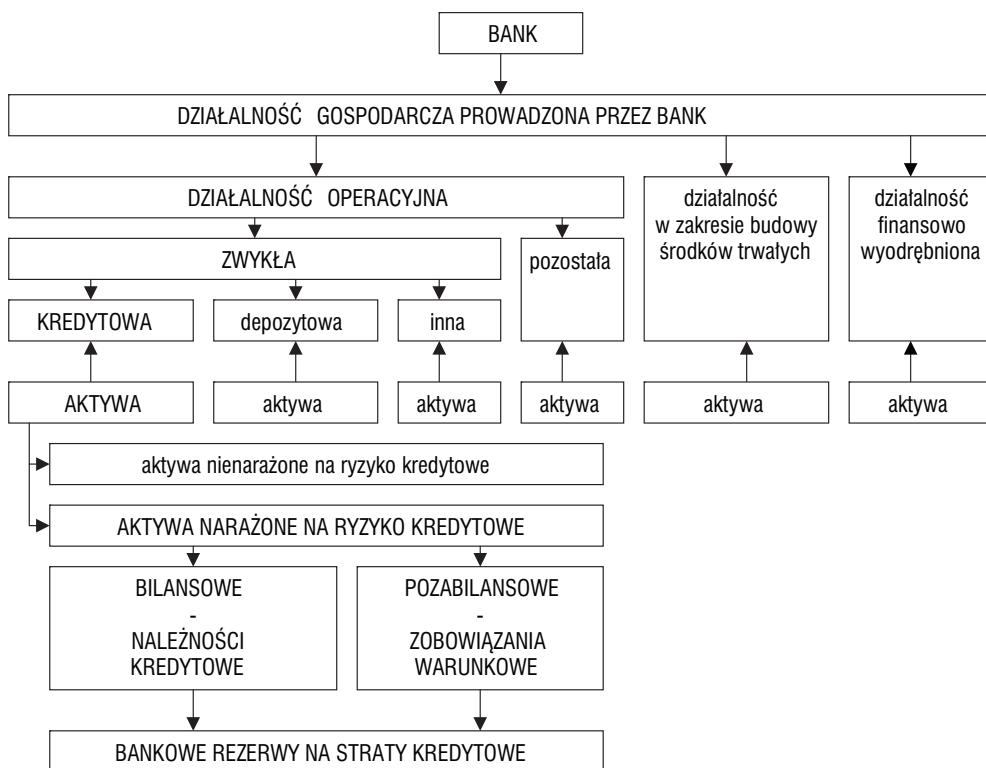 BANK
DZIAŁALNOŚĆ GOSPODARCZA PROWADZONA PRZEZ BANK
DZIAŁALNOŚĆ OPERACYJNA
działalność
w zakresie budowy
środków trwałych
działalność
finansowo
wyodrębniona
ZWYKŁA
pozostała
KREDYTOWA
depozytowa
inna
AKTYWA
aktywa
aktywa
aktywa
aktywa
aktywa
aktywa nienarażone na ryzyko kredytowe
AKTYWA NARAŻONE NA RYZYKO KREDYTOWE
BILANSOWE
-
NALEŻNOŚCI
KREDYTOWE
POZABILANSOWE
-
ZOBOWIĄZANIA
WARUNKOWE
BANKOWE REZERWY NA STRATY KREDYTOWE